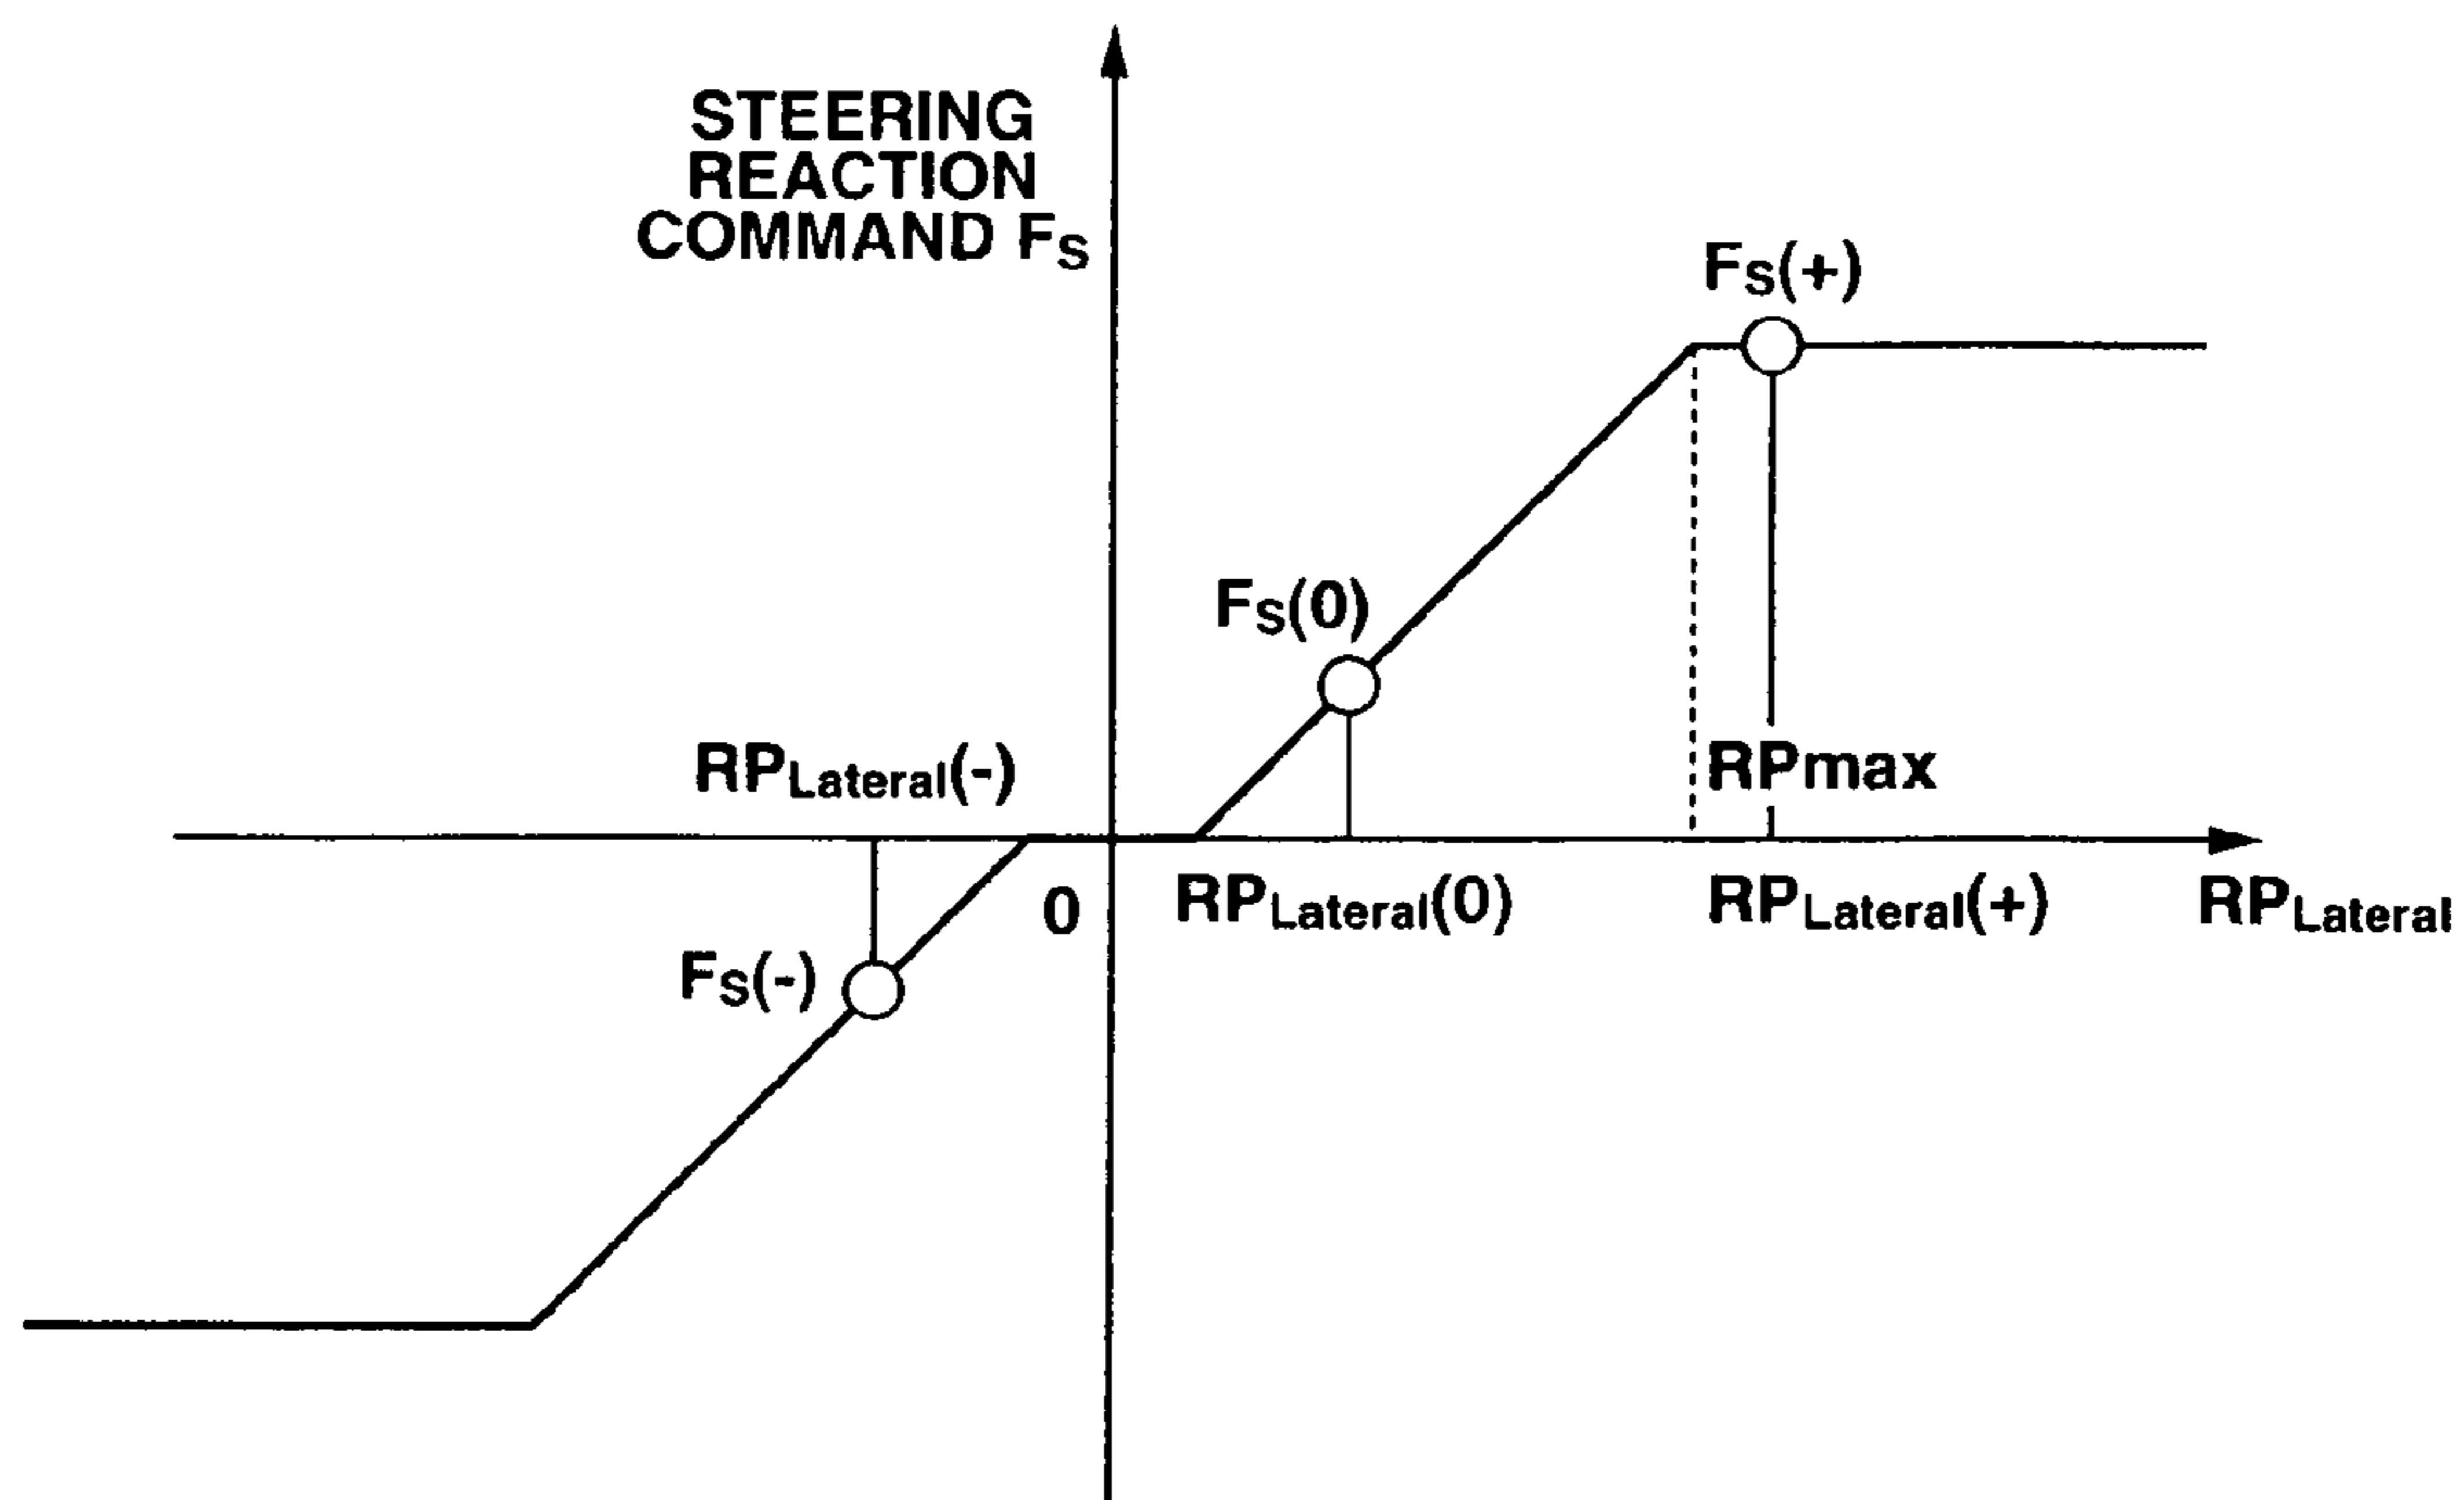 STEERING
REACTION
COMMAND FS
FS(+)
FS(0)
RPLateral(-)
RPmax
0
RPLateral(0)
RPLateral(+)
RPLateral
FS(-)